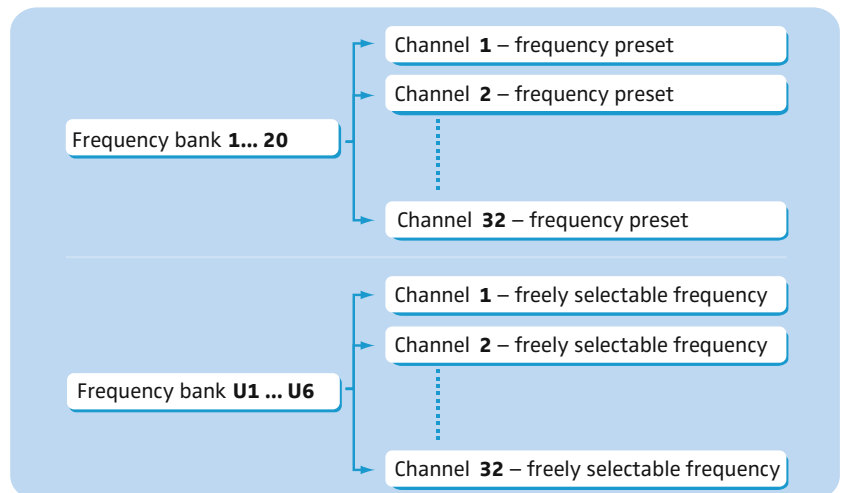 Channel 1 – frequency preset
Channel 2 – frequency preset
Frequency bank 1... 20
Channel 32 – frequency preset
Channel 1 – freely selectable frequency
Channel 2 – freely selectable frequency
Frequency bank U1 ... U6
Channel 32 – freely selectable frequency